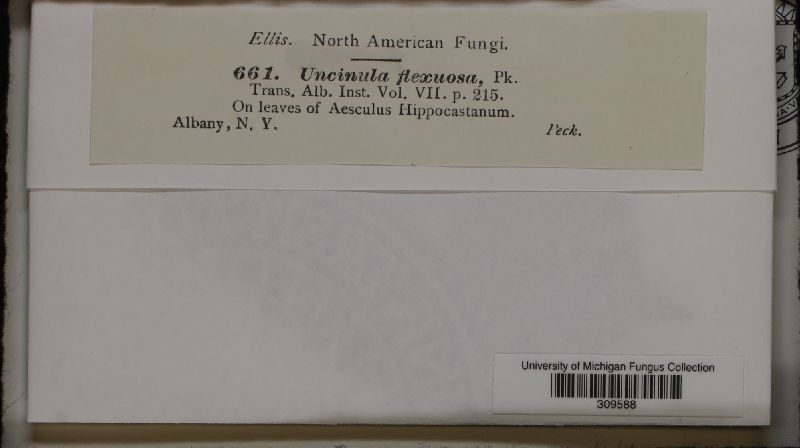 Ellis. North American Fungi.
661. Uncinula flexuosa, Pk.
Trans. Alb. Inst. Vol. VII. p. 215.
On leaves of Aesculus Hippocastanum.
Albany, N. Y. Peck.
University of Michigan Fungus Collection
309588